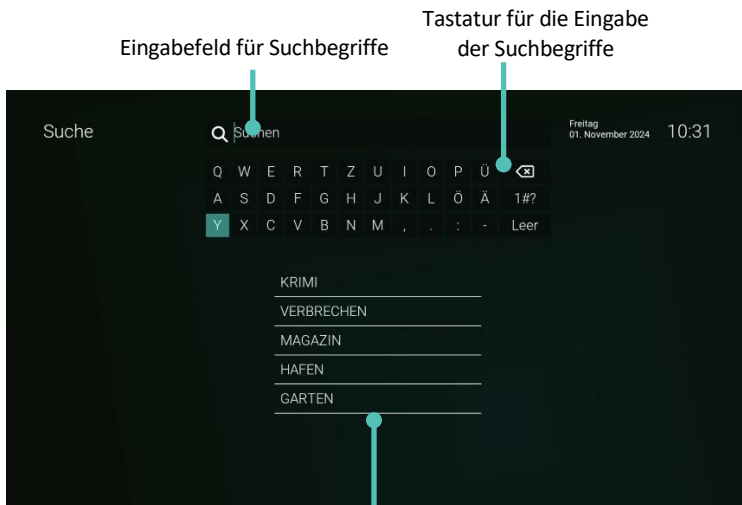 Tastatur für die Eingabe
der Suchbegriffe
Eingabefeld für Suchbegriffe
Suche
Suchen
Freitag
01. November 2024
10:31
Q W E R T Z U I O P Ü
A S D F G H J K L Ö Ä 1#?
Y X C V B N M , . : - Leer
KRIMI
VERBRECHEN
MAGAZIN
HAFEN
GARTEN